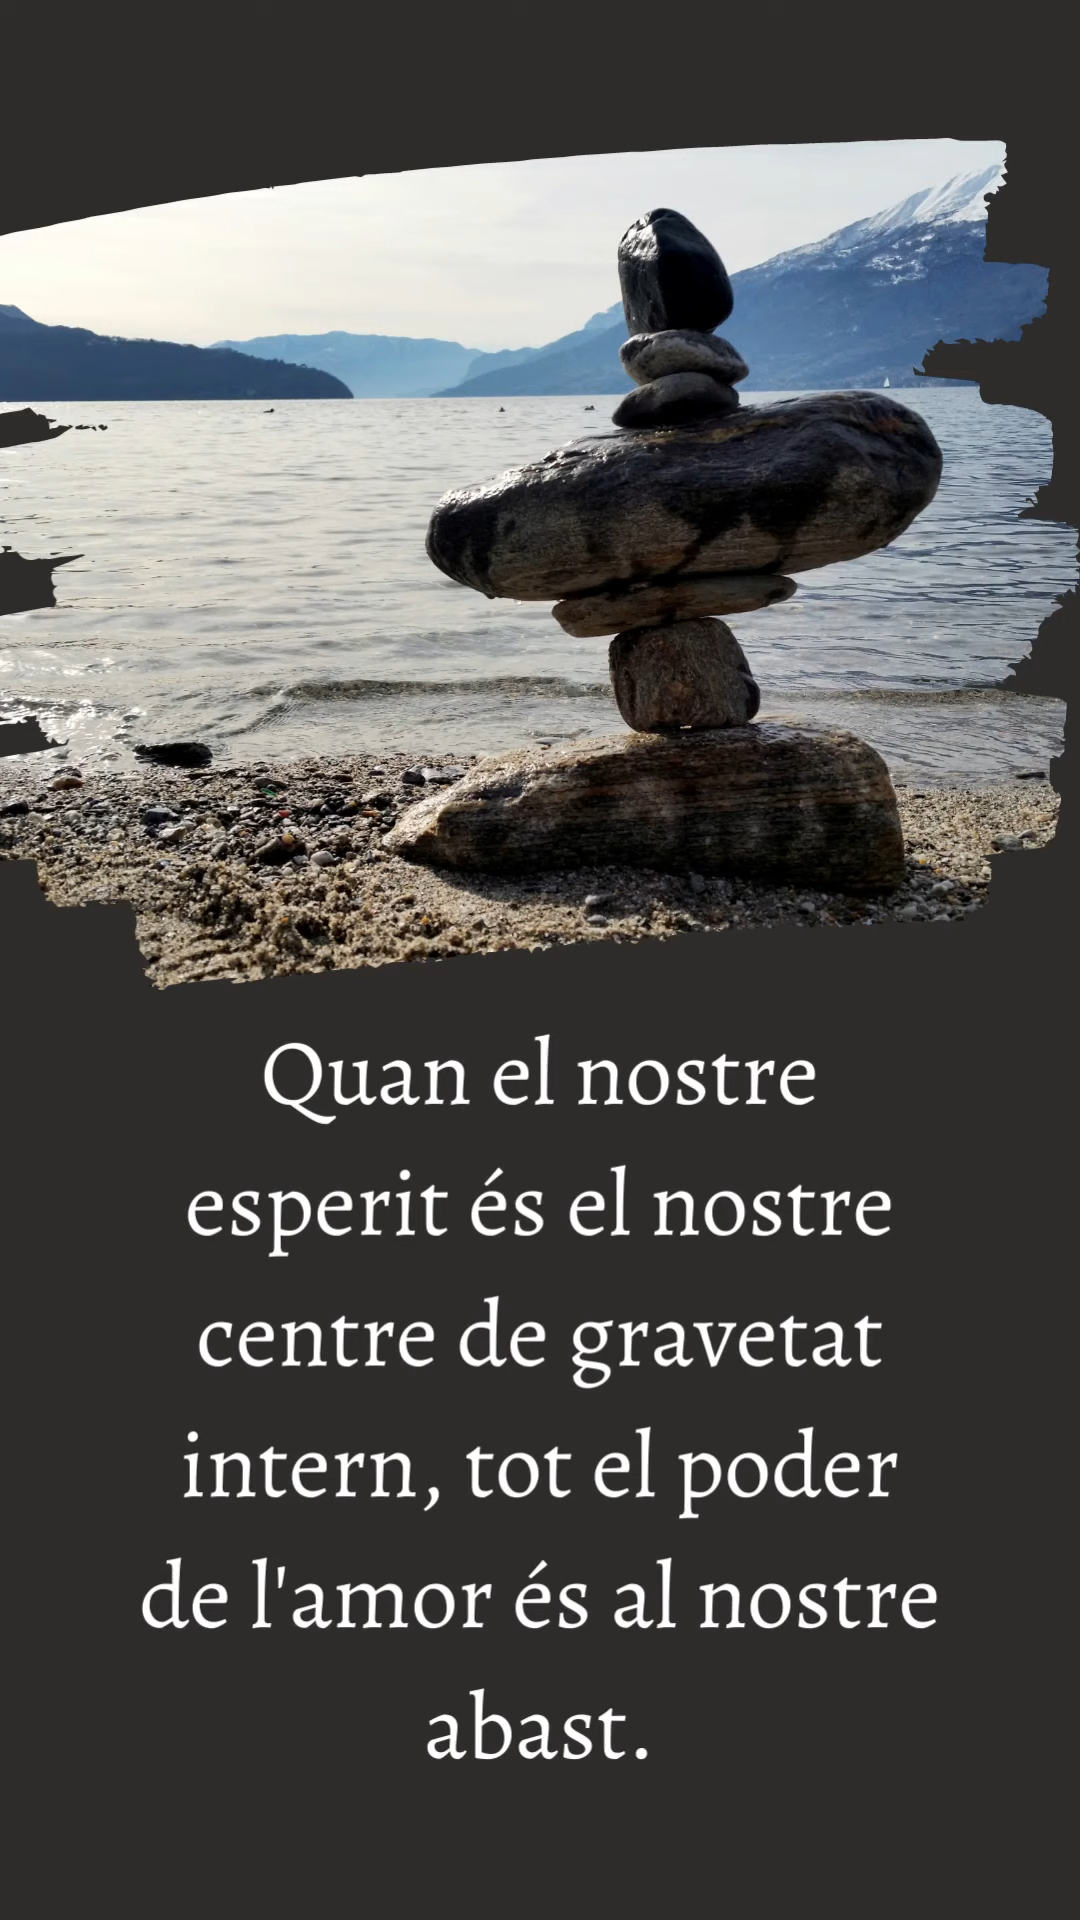 Quan el nostre
esperit és el nostre
centre de gravetat
intern, tot el poder
de l'amor és al nostre
abast.